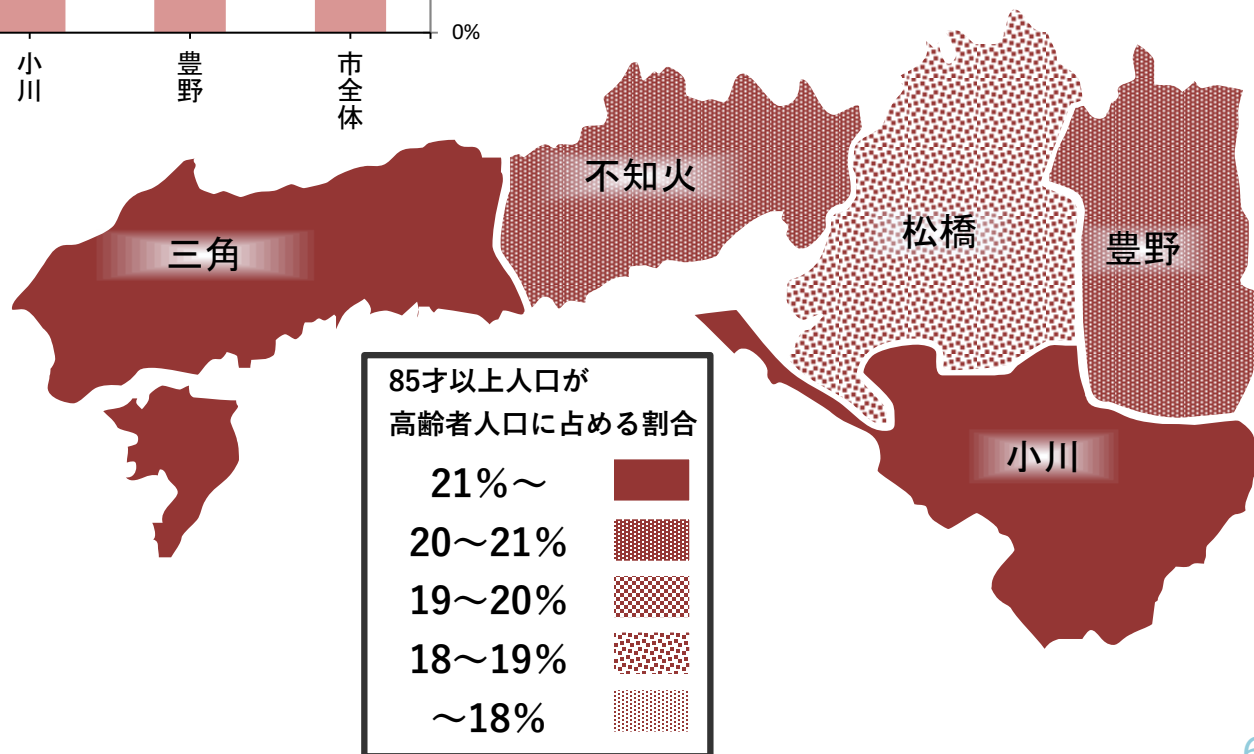 0%
小川
豊野
市全体
不知火
三角
松橋
豊野
小川
85才以上人口が
高齢者人口に占める割合
21%～
20～21%
19～20%
18～19%
～18%